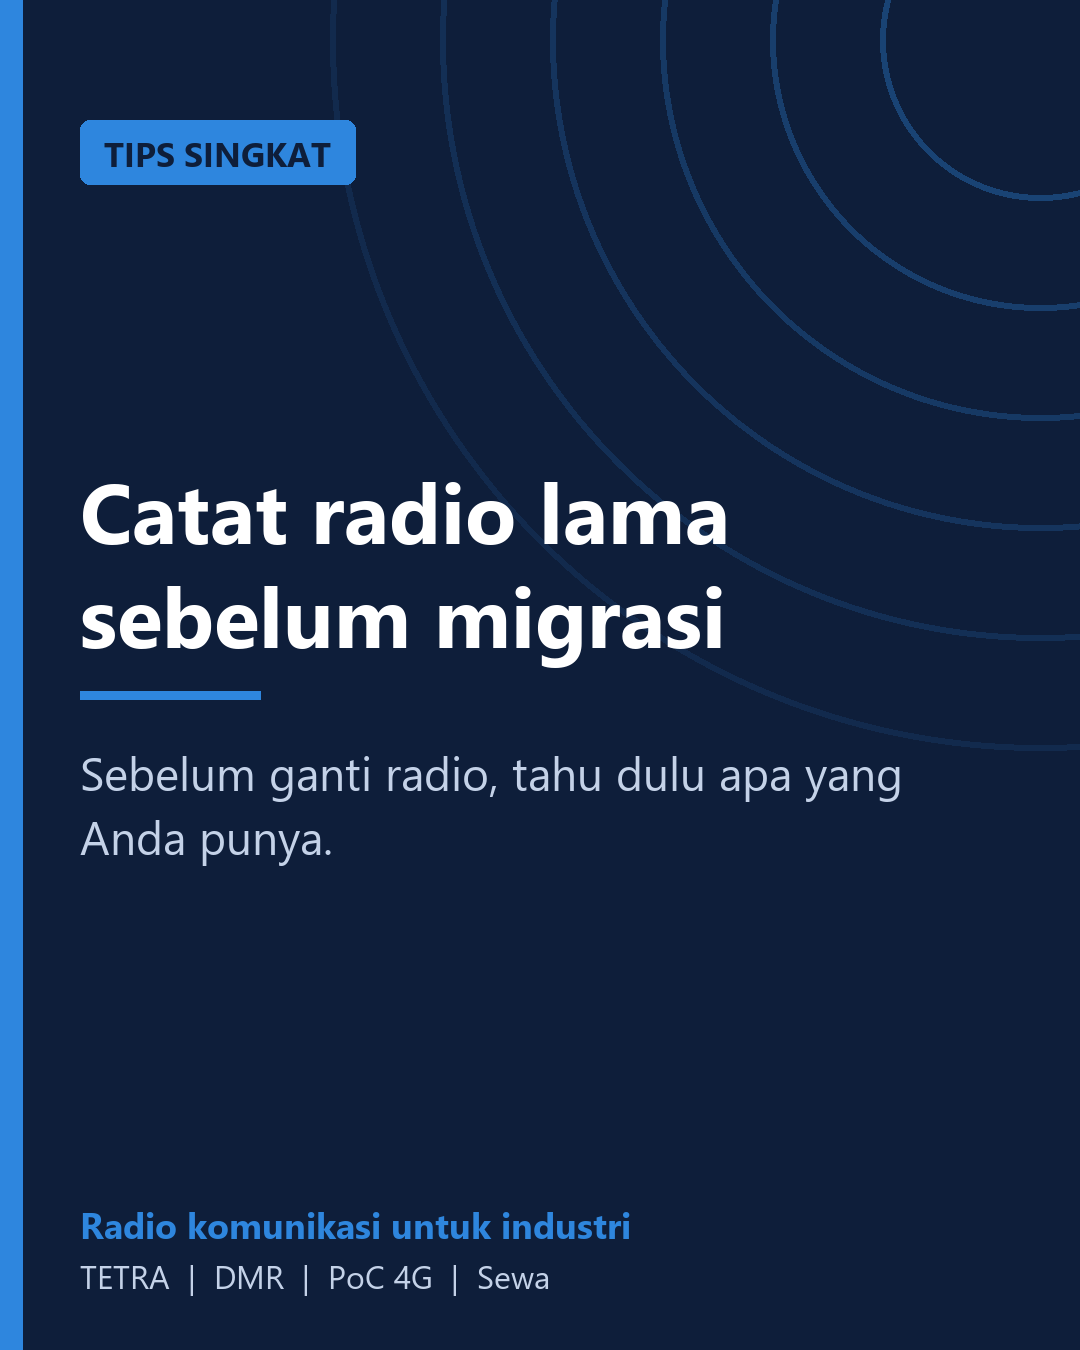 TIPS SINGKAT
Catat radio lama
sebelum migrasi
Sebelum ganti radio, tahu dulu apa yang
Anda punya.
Radio komunikasi untuk industri
TETRA | DMR | PoC 4G | Sewa